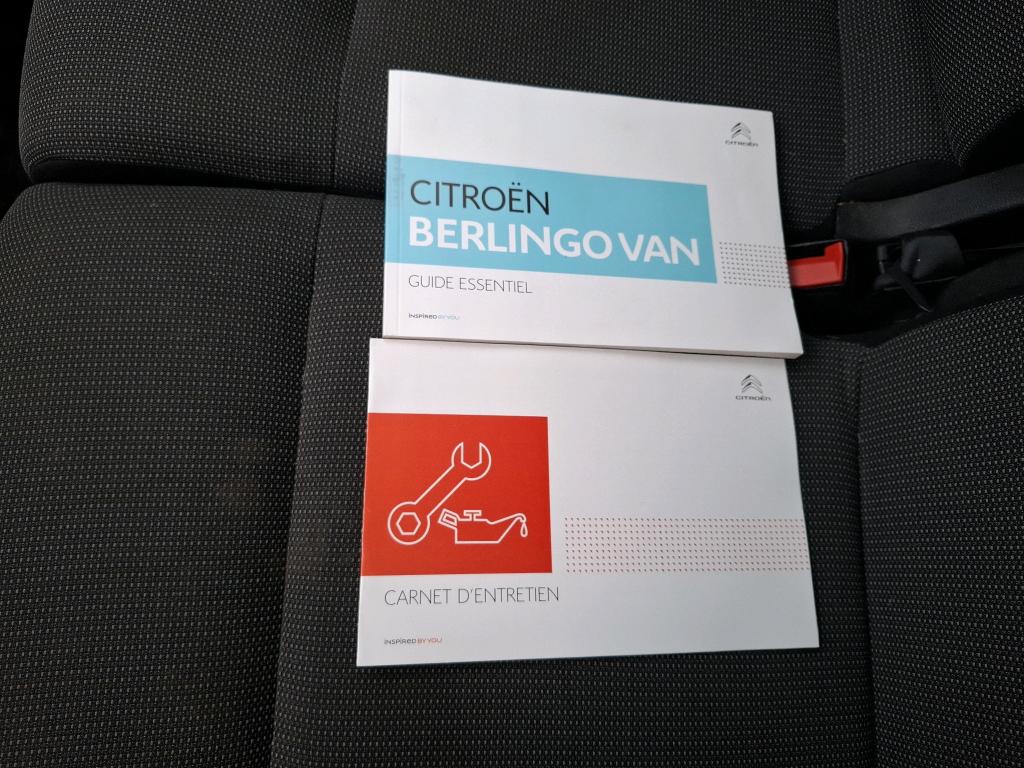 CITROËN
CITROËN
BERLINGO VAN
GUIDE ESSENTIEL
INSPIRED BY YOU
CITROËN
CARNET D'ENTRETIEN
INSPIRED BY YOU